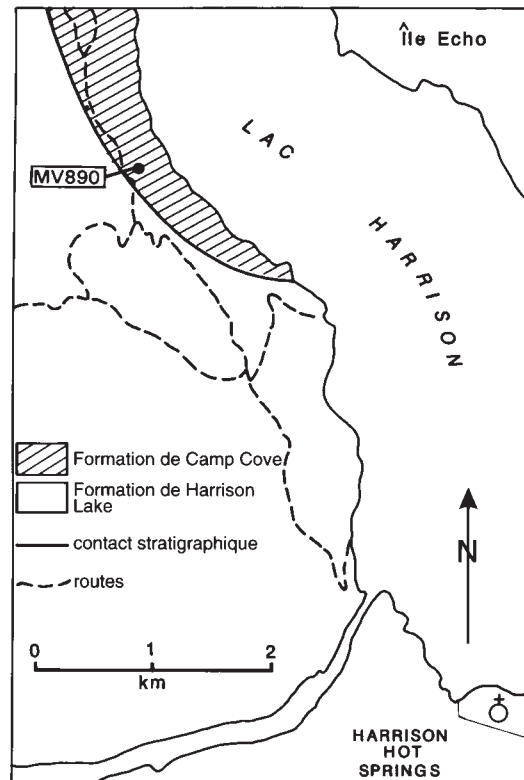 Île Echo
LAC
HARRISON
MV890
Formation de Camp Cove
Formation de Harrison
Lake
contact stratigraphique
routes
0 1 2
km
N
HARRISON
HOT
SPRINGS